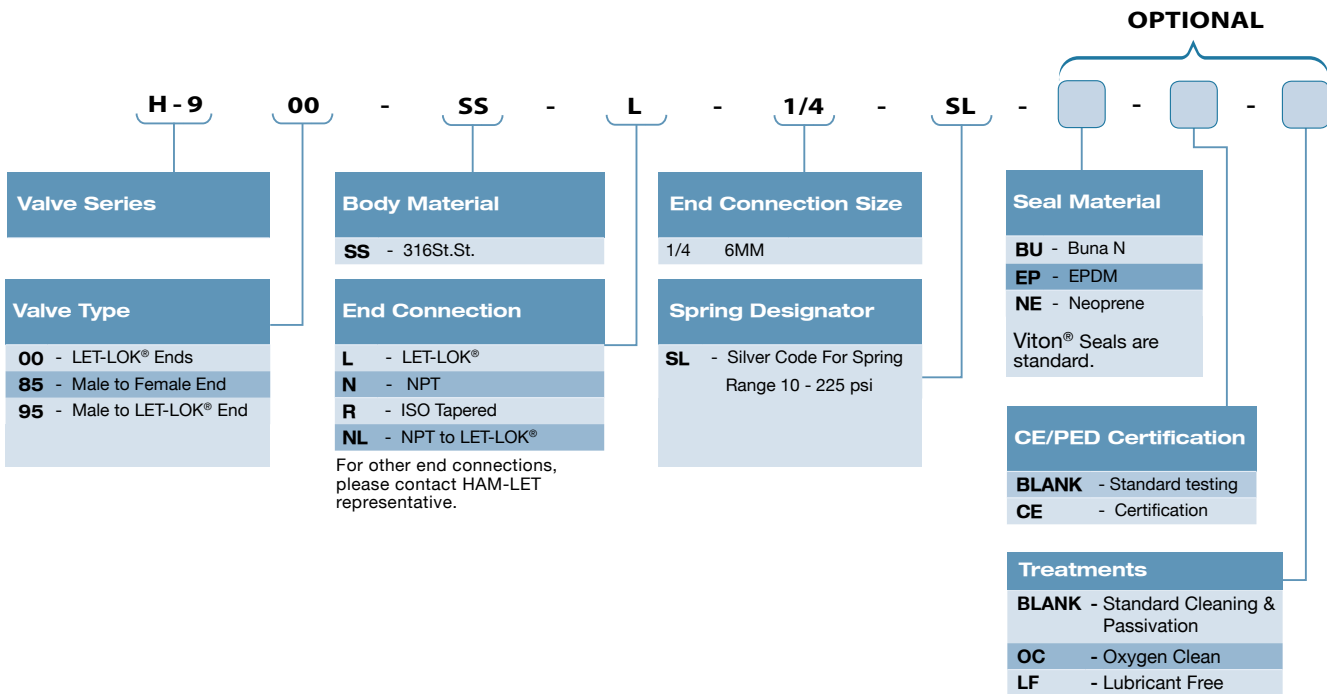 OPTIONAL
H-9 00 - SS - L - 1/4 - SL - - -
Valve Series
Valve Type
00 - LET-LOK® Ends
85 - Male to Female End
95 - Male to LET-LOK® End
Body Material
SS - 316St.St.
End Connection
L - LET-LOK®
N - NPT
R - ISO Tapered
NL - NPT to LET-LOK®
For other end connections,
please contact HAM-LET
representative.
End Connection Size
1/4 6MM
Spring Designator
SL - Silver Code For Spring
Range 10 - 225 psi
Seal Material
BU - Buna N
EP - EPDM
NE - Neoprene
Viton® Seals are
standard.
CE/PED Certification
BLANK - Standard testing
CE - Certification
Treatments
BLANK - Standard Cleaning &
Passivation
OC - Oxygen Clean
LF - Lubricant Free